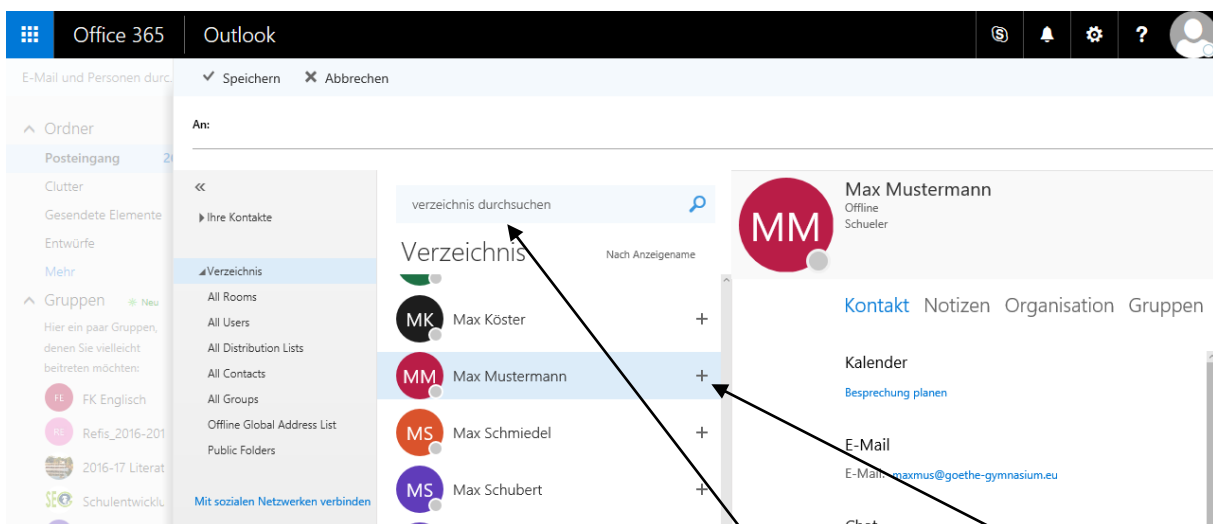 Office 365 Outlook
E-Mail und Personen durc
Speichern Abbrechen
An:
Ordner
Posteingang
Clutter
Gesendete Elemente
Entwürfe
Mehr
Gruppen Neu
Hier ein paar Gruppen,
denen Sie vielleicht
beitreten möchten:
FE FK Englisch
Refis_2016-201
2016-17 Literat
Schulentwicklu
Ihre Kontakte
Verzeichnis
All Rooms
All Users
All Distribution Lists
All Contacts
All Groups
Offline Global Address List
Public Folders
Mit sozialen Netzwerken verbinden
verzeichnis durchsuchen
Verzeichnis Nach Anzeigename
MK Max Köster +
MM Max Mustermann +
MS Max Schmiedel +
MS Max Schubert +
MM
Max Mustermann
Offline
Schueler
Kontakt Notizen Organisation Gruppen
Kalender
Besprechung planen
E-Mail
E-Mail: maxmus@goethe-gymnasium.eu
Chat